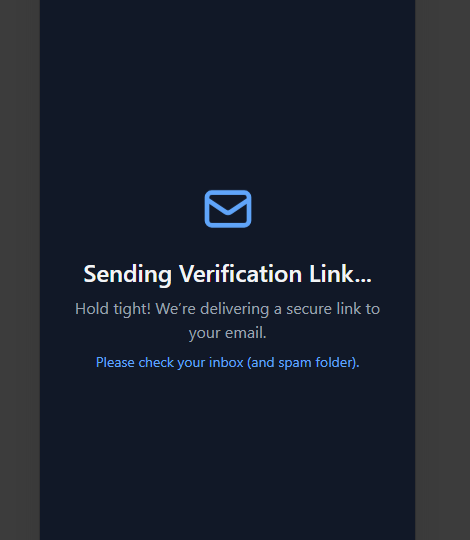 Sending Verification Link...
Hold tight! We're delivering a secure link to
your email.
Please check your inbox (and spam folder).